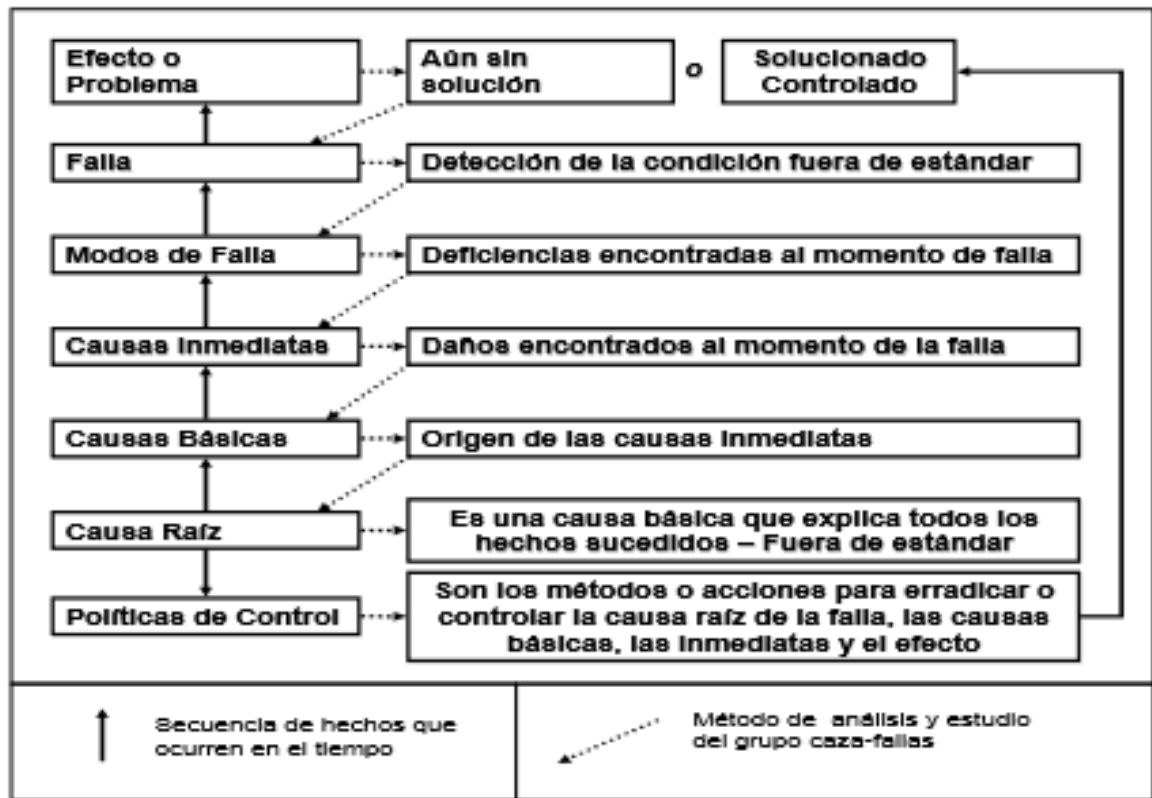 Efecto o
Problema
Aún sin
solución
o
Solucionado
Controlado
Falla
Detección de la condición fuera de estándar
Modos de Falla
Deficiencias encontradas al momento de falla
Causas Inmediatas
Daños encontrados al momento de la falla
Causas Básicas
Origen de las causas inmediatas
Causa Raíz
Es una causa básica que explica todos los
hechos sucedidos – Fuera de estándar
Políticas de Control
Son los métodos o acciones para erradicar o
controlar la causa raíz de la falla, las causas
básicas, las inmediatas y el efecto
Secuencia de hechos que
ocurren en el tiempo
Método de análisis y estudio
del grupo caza-fallas